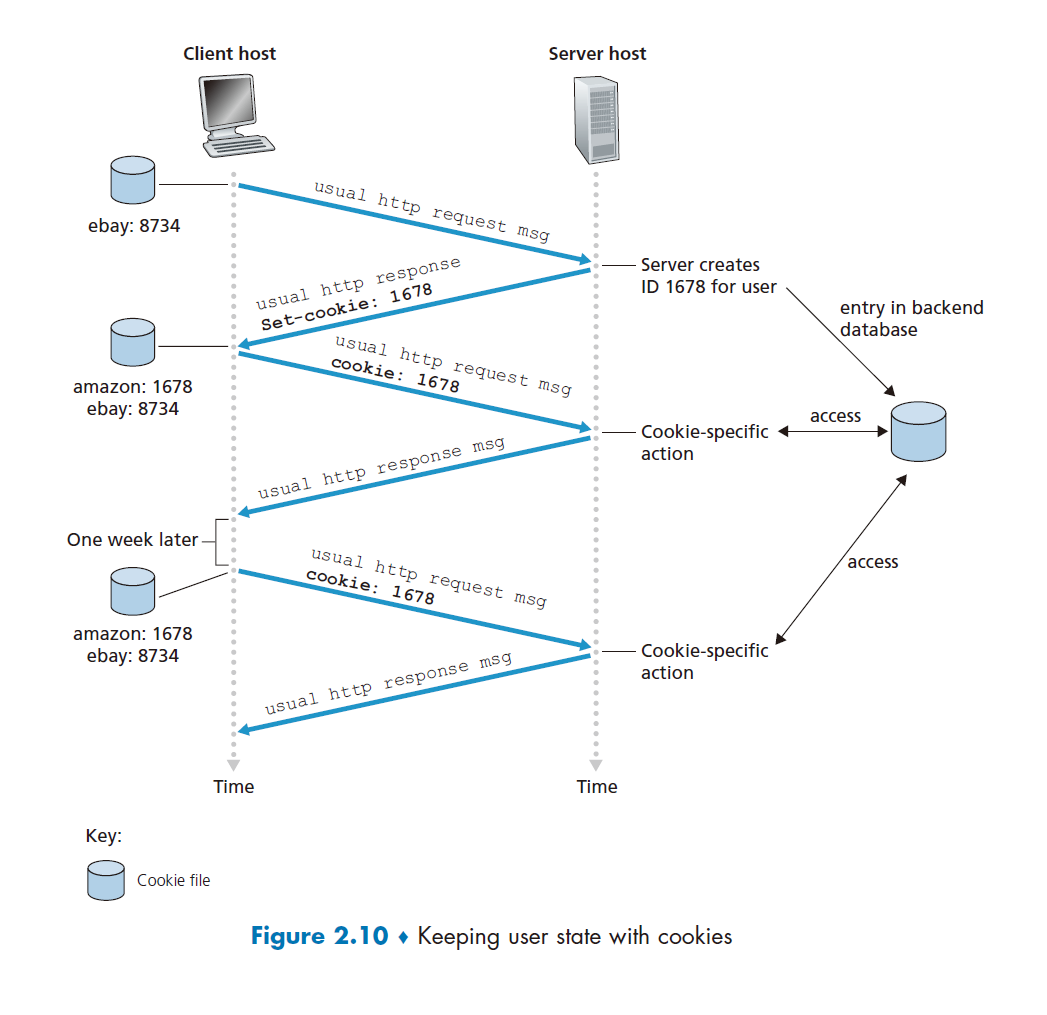 Client host
Server host
ebay: 8734
usual http request msg
Server creates
ID 1678 for user
entry in backend
database
usual http response
Set-cookie: 1678
amazon: 1678
ebay: 8734
usual http request msg
cookie: 1678
Cookie-specific
action
access
usual http response msg
One week later
amazon: 1678
ebay: 8734
usual http request msg
cookie: 1678
access
Cookie-specific
action
usual http response msg
Time
Time
Key:
Cookie file
Figure 2.10 ♦ Keeping user state with cookies